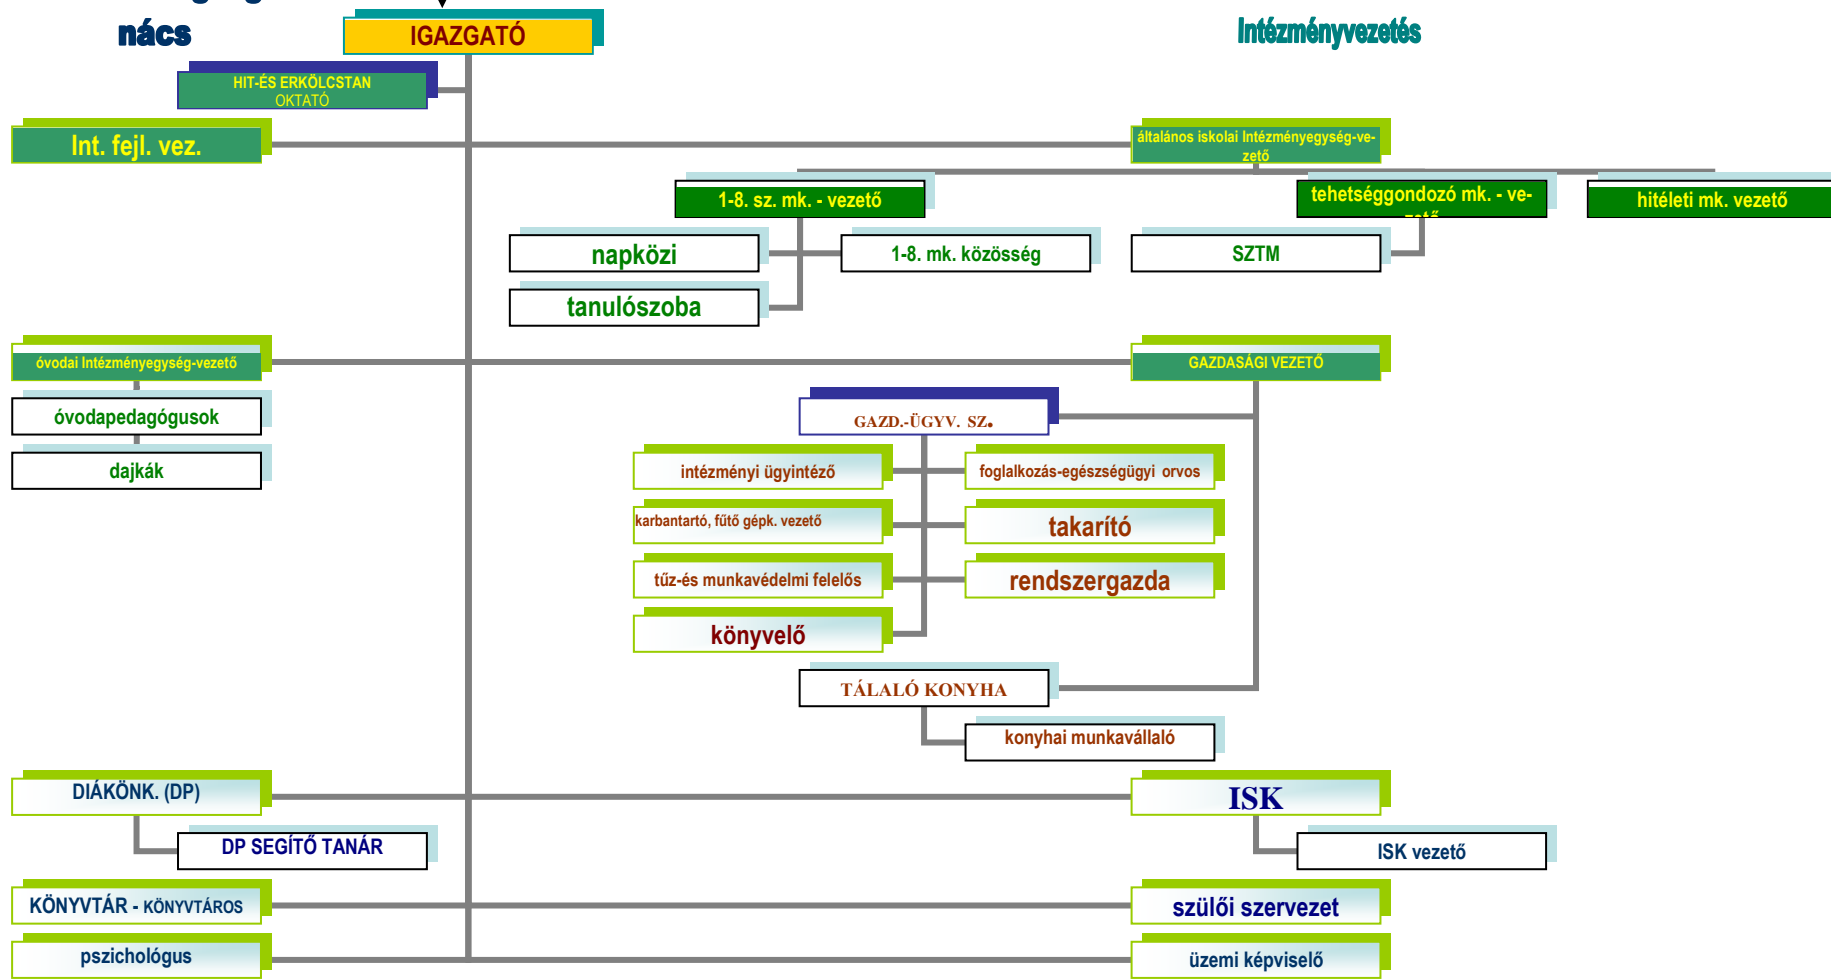 nács
IGAZGATÓ
Intézményvezetés
HIT-ÉS ERKÖLCSTAN
OKTATÓ
Int. fejl. vez.
általános iskolai Intézményegység-ve-
zető
1-8. sz. mk. - vezető
tehetséggondozó mk. - ve-
zető
hitéleti mk. vezető
napközi
1-8. mk. közösség
SZTM
tanulószoba
óvodai Intézményegység-vezető
GAZDASÁGI VEZETŐ
óvodapedagógusok
GAZD.-ÜGYV. SZ.
dajkák
intézményi ügyintéző
foglalkozás-egészségügyi orvos
karbantartó, fűtő gépk. vezető
takarító
tűz-és munkavédelmi felelős
rendszergazda
könyvelő
TÁLALÓ KONYHA
konyhai munkavállaló
DIÁKÖNK. (DP)
ISK
DP SEGÍTŐ TANÁR
ISK vezető
KÖNYVTÁR - KÖNYVTÁROS
szülői szervezet
pszichológus
üzemi képviselő